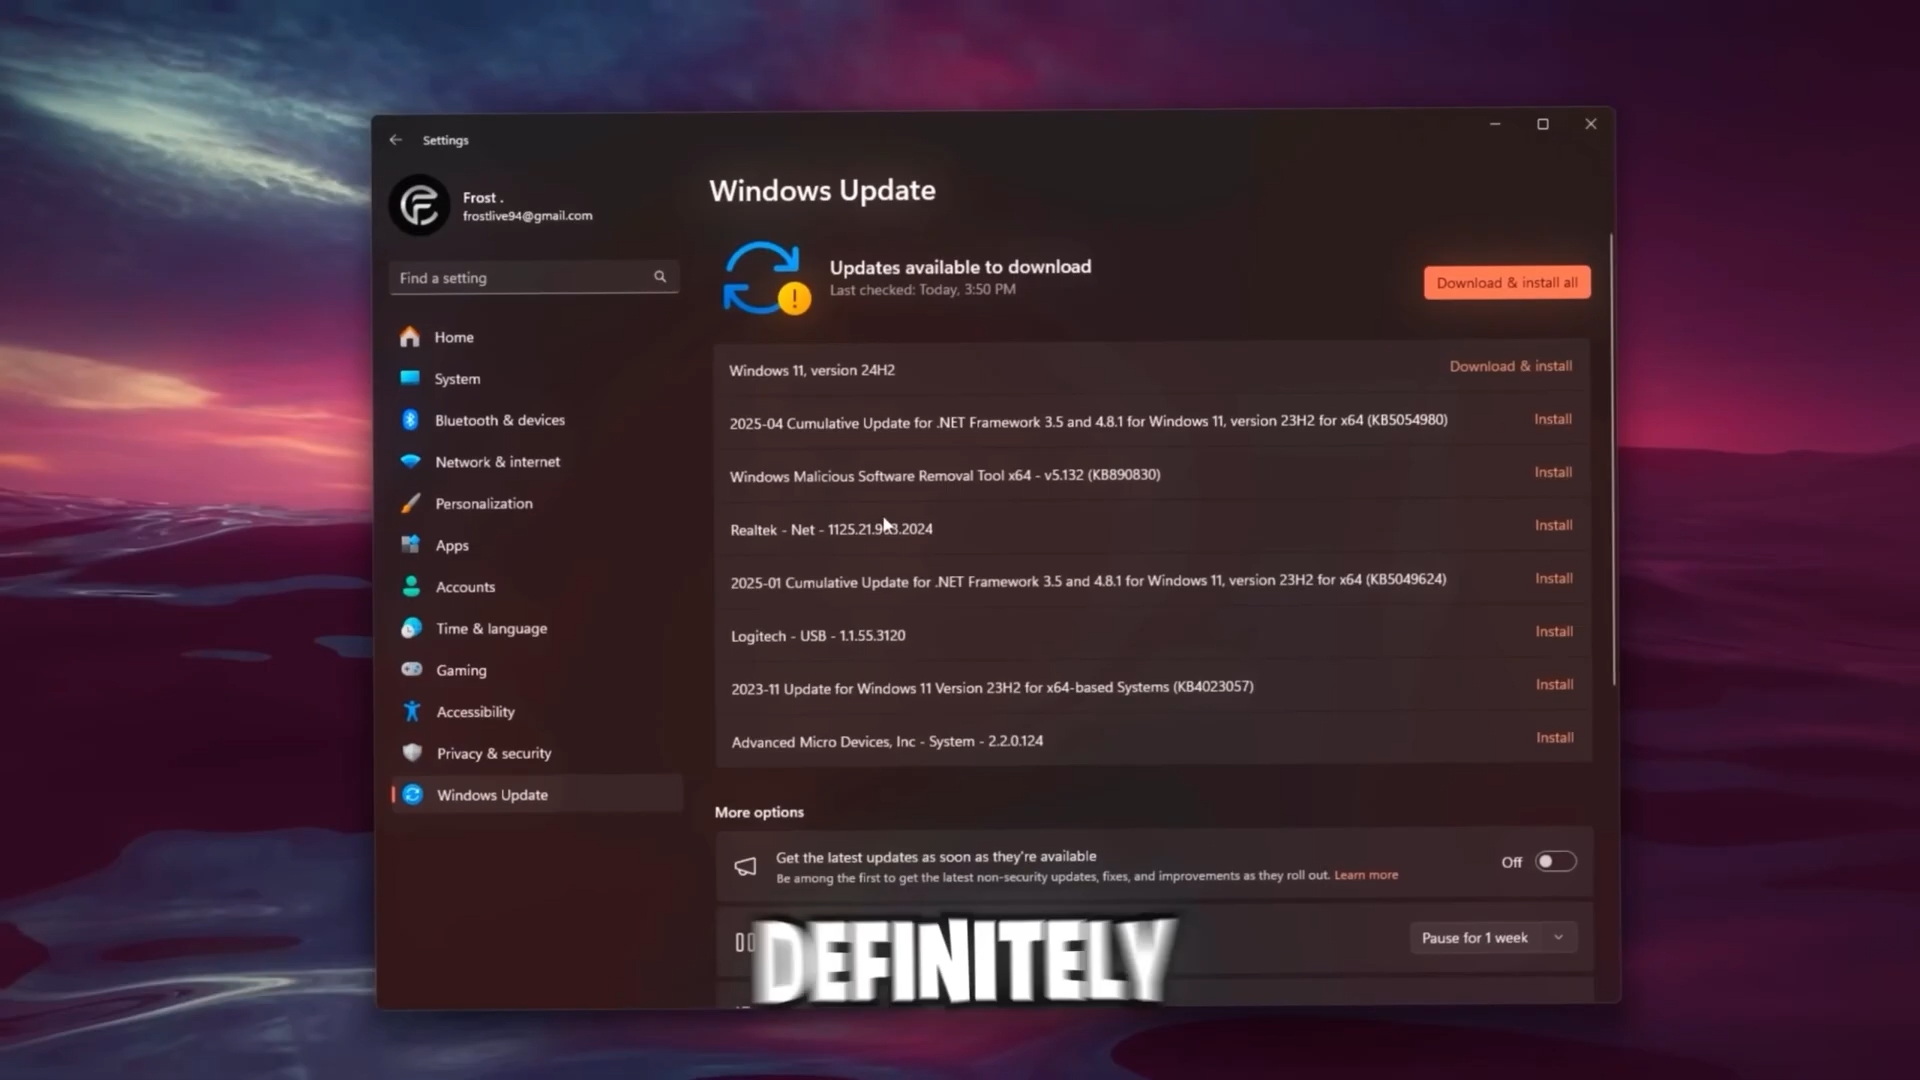 Settings
Frost .
frostlive94@gmail.com
Find a setting
Home
System
Bluetooth & devices
Network & internet
Personalization
Apps
Accounts
Time & language
Gaming
Accessibility
Privacy & security
Windows Update
Windows Update
Updates available to download
Last checked: Today, 3:50 PM
Download & install all
Windows 11, version 24H2
Download & install
2025-04 Cumulative Update for .NET Framework 3.5 and 4.8.1 for Windows 11, version 23H2 for x64 (KB5054980)
Install
Windows Malicious Software Removal Tool x64 - v5.132 (KB890830)
Install
Realtek - Net -
Install
2025-01 Cumulative Update for .NET Framework 3.5 and 4.8.1 for Windows 11, version 23H2 for x64 (KB5049624)
Install
Logitech - USB - 1.1.55.3120
Install
2023-11 Update for Windows 11 Version 23H2 for x64-based Systems (KB4023057)
Install
Advanced Micro Devices, Inc - System - 2.2.0.124
Install
More options
Get the latest updates as soon as they're available
Be among the first to get the latest non-security updates, fixes, and improvements as they roll out. Learn more
Off
Pause for 1 week
DEFINITELY